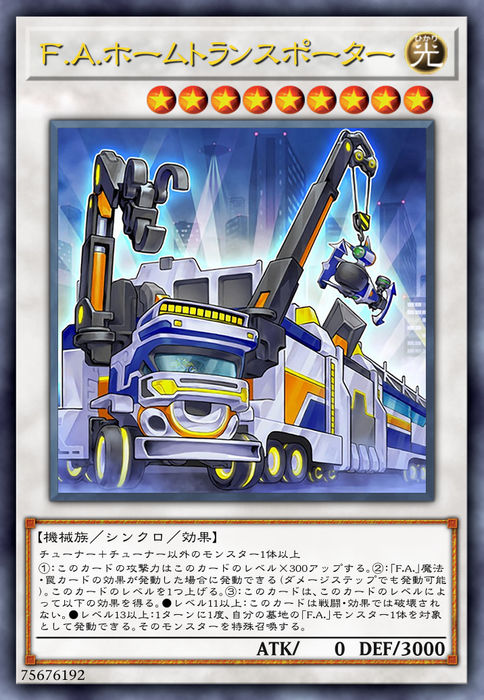 F.A.ホームトランスポーター
ひかり
光
【機械族／シンクロ／効果】
チューナー＋チューナー以外のモンスター1体以上
①：このカードの攻撃力はこのカードのレベル×300アップする。②：「F.A.」魔法
・罠カードの効果が発動した場合に発動できる(ダメージステップでも発動可能
)。このカードのレベルを1つ上げる。③：このカードは、このカードのレベルによ
って以下の効果を得る。●レベル11以上：このカードは戦闘・効果では破壊され
ない。●レベル13以上：1ターンに1度、自分の墓地の「F.A.」モンスター1体を対象
として発動できる。そのモンスターを特殊召喚する。
ATK/ 0 DEF/3000
75676192